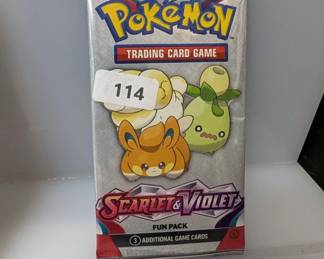 POKÉMON
TRADING CARD GAME
114
SCARLET & VIOLET
FUN PACK
3 ADDITIONAL GAME CARDS